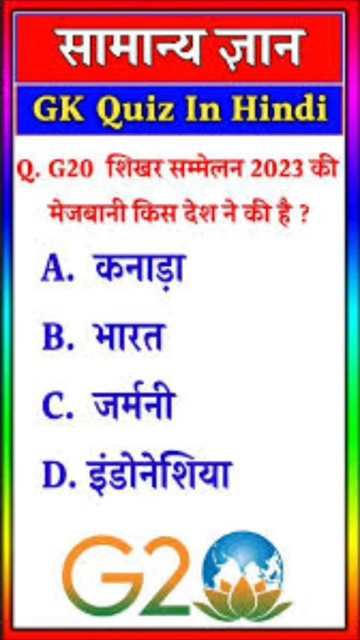 सामान्य ज्ञान
GK Quiz In Hindi
Q. G20 शिखर सम्मेलन 2023 की
मेजबानी किस देश ने की है ?
A. कनाड़ा
B. भारत
C. जर्मनी
D. इंडोनेशिया
G20